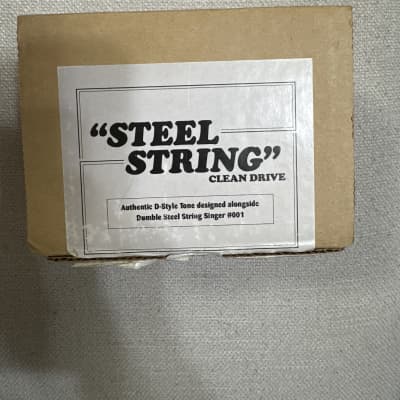 “STEEL
STRING”
CLEAN DRIVE
Authentic D-Style Tone designed alongside
Dumble Steel String Singer #001